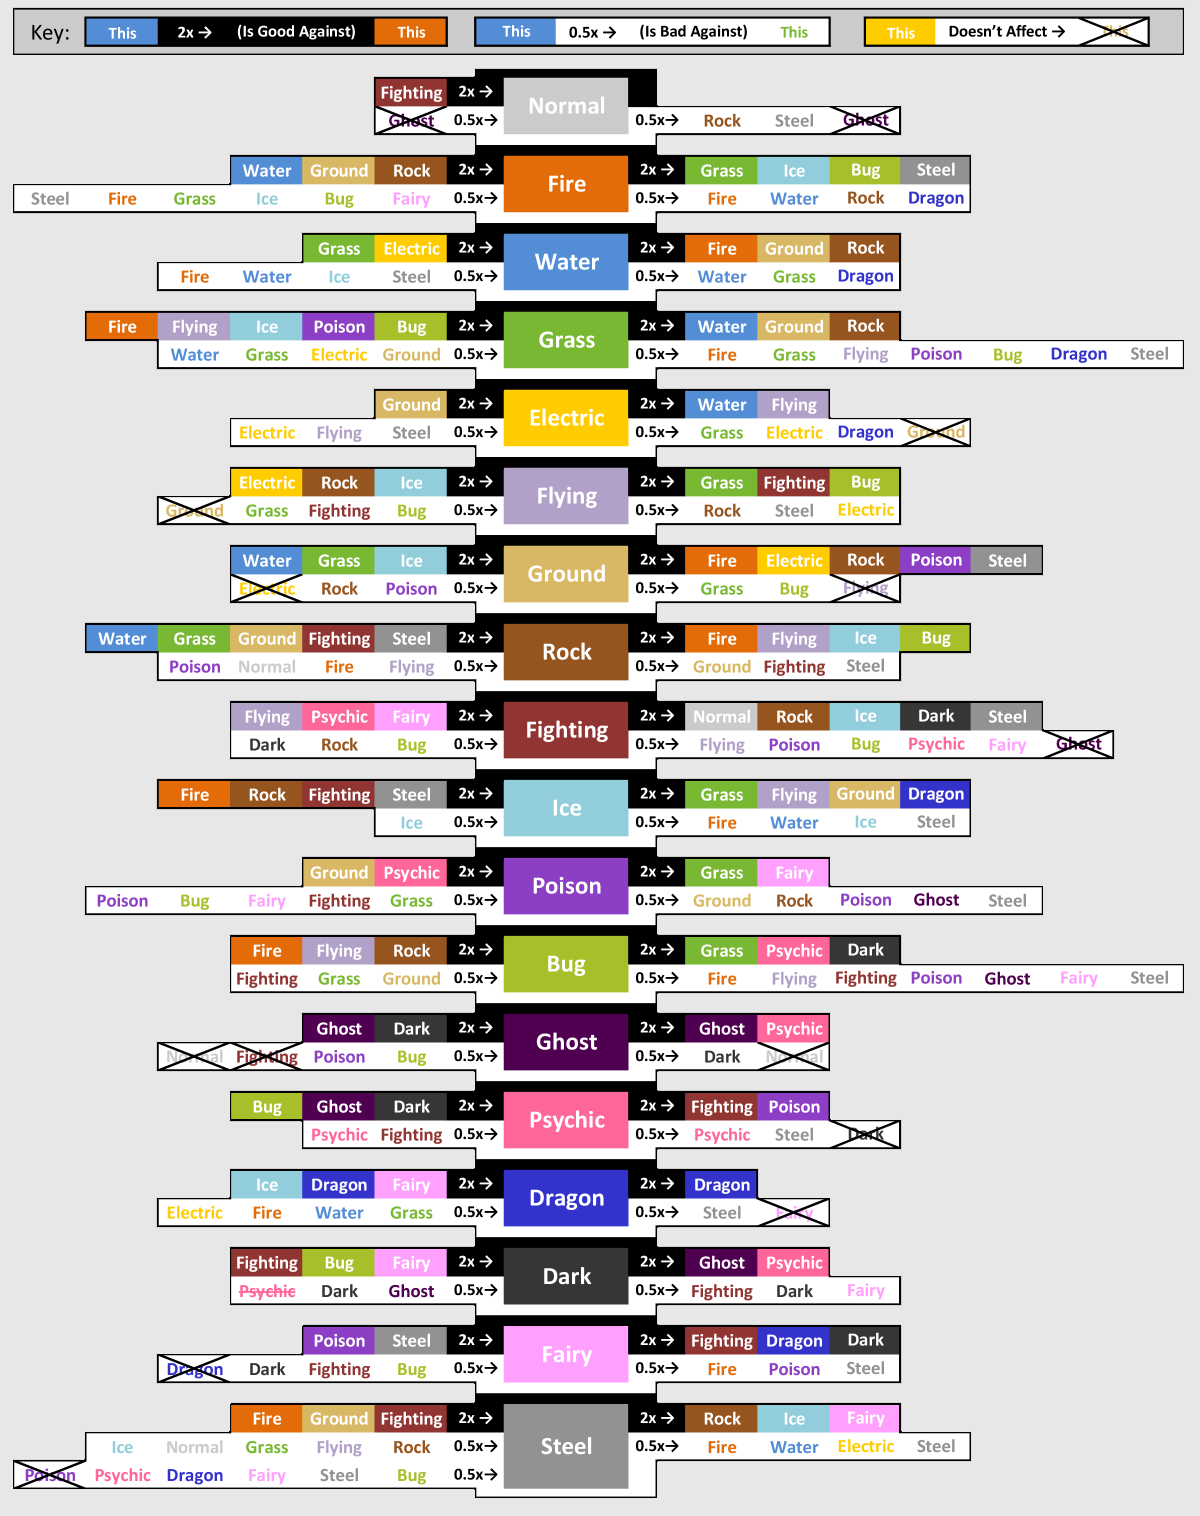 Key: This 2x → (Is Good Against) This This 0.5x → (Is Bad Against) This This Doesn't Affect → This
Fighting 2x → Normal
Ghost 0.5x→ 0.5x→ Rock Steel Ghost
Water Ground Rock 2x → Fire 2x → Grass Ice Bug Steel
Steel Fire Grass Ice Bug Fairy 0.5x→ 0.5x→ Fire Water Rock Dragon
Grass Electric 2x → Water 2x → Fire Ground Rock
Fire Water Ice Steel 0.5x→ 0.5x→ Water Grass Dragon
Fire Flying Ice Poison Bug 2x → Grass 2x → Water Ground Rock
Water Grass Electric Ground 0.5x→ 0.5x→ Fire Grass Flying Poison Bug Dragon Steel
Ground 2x → Electric 2x → Water Flying
Electric Flying Steel 0.5x→ 0.5x→ Grass Electric Dragon Ground
Electric Rock Ice 2x → Flying 2x → Grass Fighting Bug
Ground Grass Fighting Bug 0.5x→ 0.5x→ Rock Steel Electric
Water Grass Ice 2x → Ground 2x → Fire Electric Rock Poison Steel
Electric Rock Poison 0.5x→ 0.5x→ Grass Bug Flying
Water Grass Ground Fighting Steel 2x → Rock 2x → Fire Flying Ice Bug
Poison Normal Fire Flying 0.5x→ 0.5x→ Ground Fighting Steel
Flying Psychic Fairy 2x → Fighting 2x → Normal Rock Ice Dark Steel
Dark Rock Bug 0.5x→ 0.5x→ Flying Poison Bug Psychic Fairy Ghost
Fire Rock Fighting Steel 2x → Ice 2x → Grass Flying Ground Dragon
Ice 0.5x→ 0.5x→ Fire Water Ice Steel
Ground Psychic 2x → Poison 2x → Grass Fairy
Poison Bug Fairy Fighting Grass 0.5x→ 0.5x→ Ground Rock Poison Ghost Steel
Fire Flying Rock 2x → Bug 2x → Grass Psychic Dark
Fighting Grass Ground 0.5x→ 0.5x→ Fire Flying Fighting Poison Ghost Fairy Steel
Ghost Dark 2x → Ghost 2x → Ghost Psychic
Normal Fighting Poison Bug 0.5x→ 0.5x→ Dark Normal
Bug Ghost Dark 2x → Psychic 2x → Fighting Poison
Psychic Fighting 0.5x→ 0.5x→ Psychic Steel Dark
Ice Dragon Fairy 2x → Dragon 2x → Dragon
Electric Fire Water Grass 0.5x→ 0.5x→ Steel Fairy
Fighting Bug Fairy 2x → Dark 2x → Ghost Psychic
Psychic Dark Ghost 0.5x→ 0.5x→ Fighting Dark Fairy
Poison Steel 2x → Fairy 2x → Fighting Dragon Dark
Dragon Dark Fighting Bug 0.5x→ 0.5x→ Fire Poison Steel
Fire Ground Fighting 2x → Steel 2x → Rock Ice Fairy
Ice Normal Grass Flying Rock 0.5x→ 0.5x→ Fire Water Electric Steel
Poison Psychic Dragon Fairy Steel Bug 0.5x→